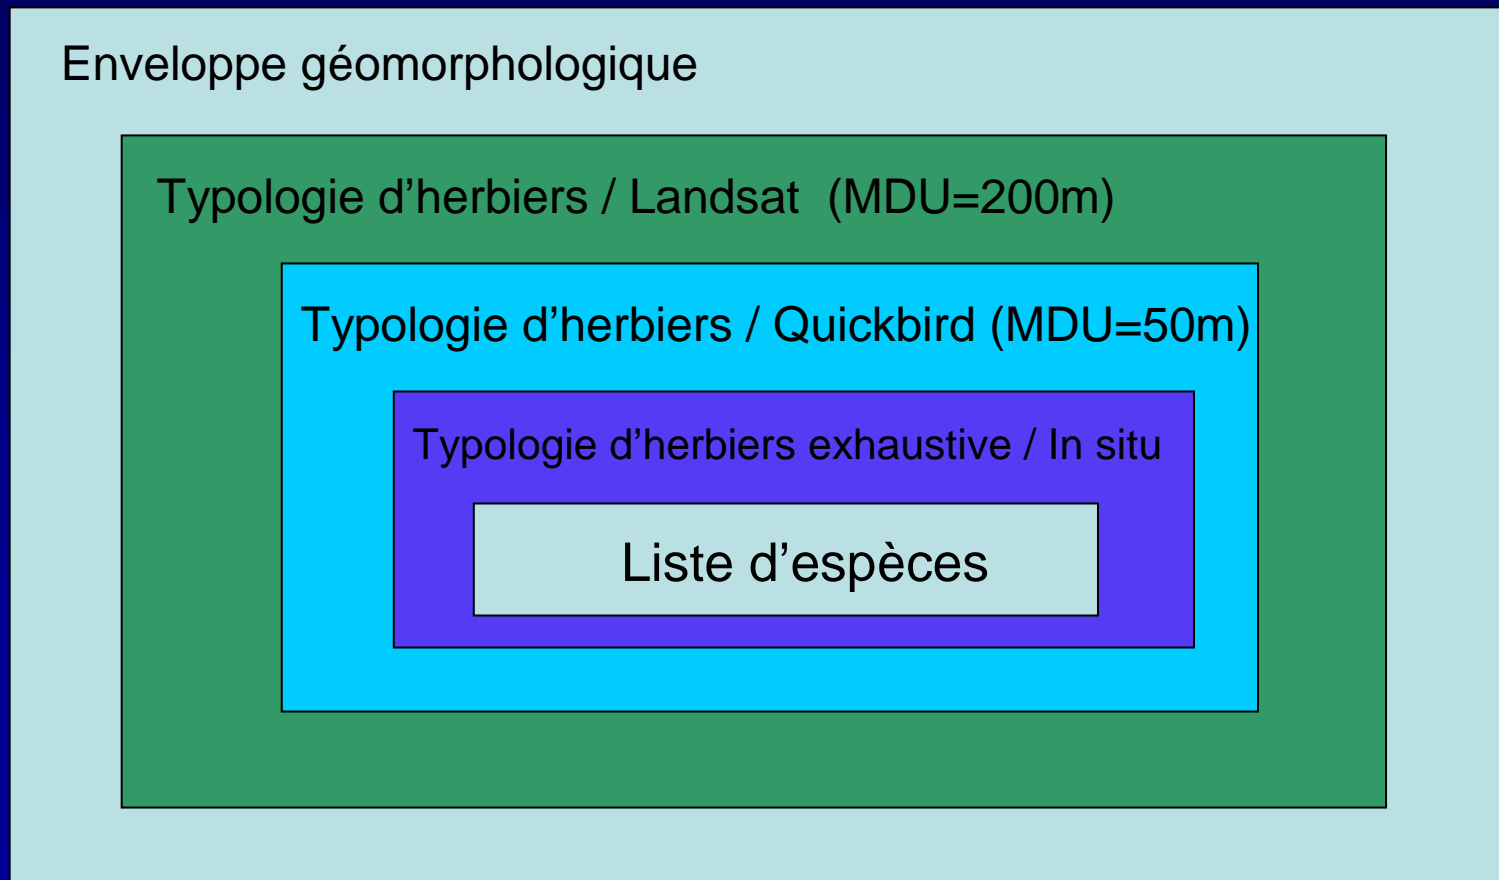 Enveloppe géomorphologique
Typologie d’herbiers / Landsat (MDU=200m)
Typologie d’herbiers / Quickbird (MDU=50m)
Typologie d’herbiers exhaustive / In situ
Liste d’espèces